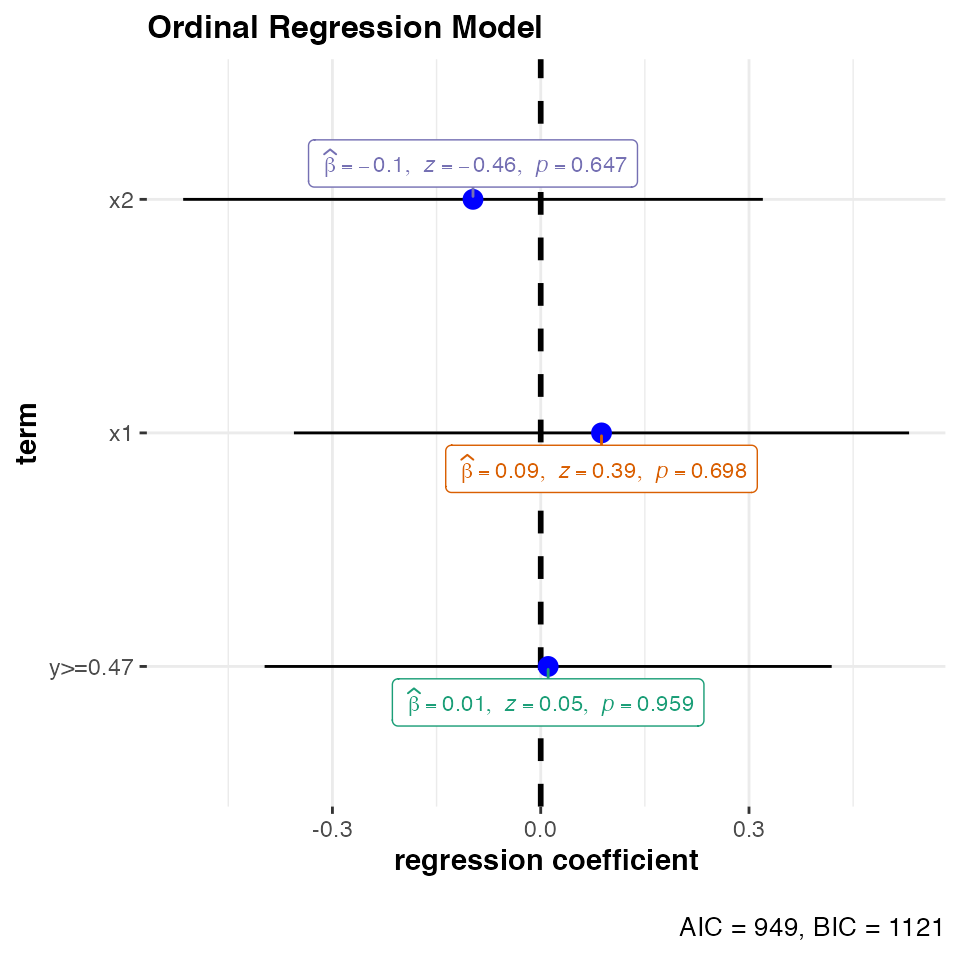 Ordinal Regression Model
β̂ = −0.1, z = −0.46, p = 0.647
x2
term
x1
β̂ = 0.09, z = 0.39, p = 0.698
y>=0.47
β̂ = 0.01, z = 0.05, p = 0.959
-0.3 0.0 0.3
regression coefficient
AIC = 949, BIC = 1121